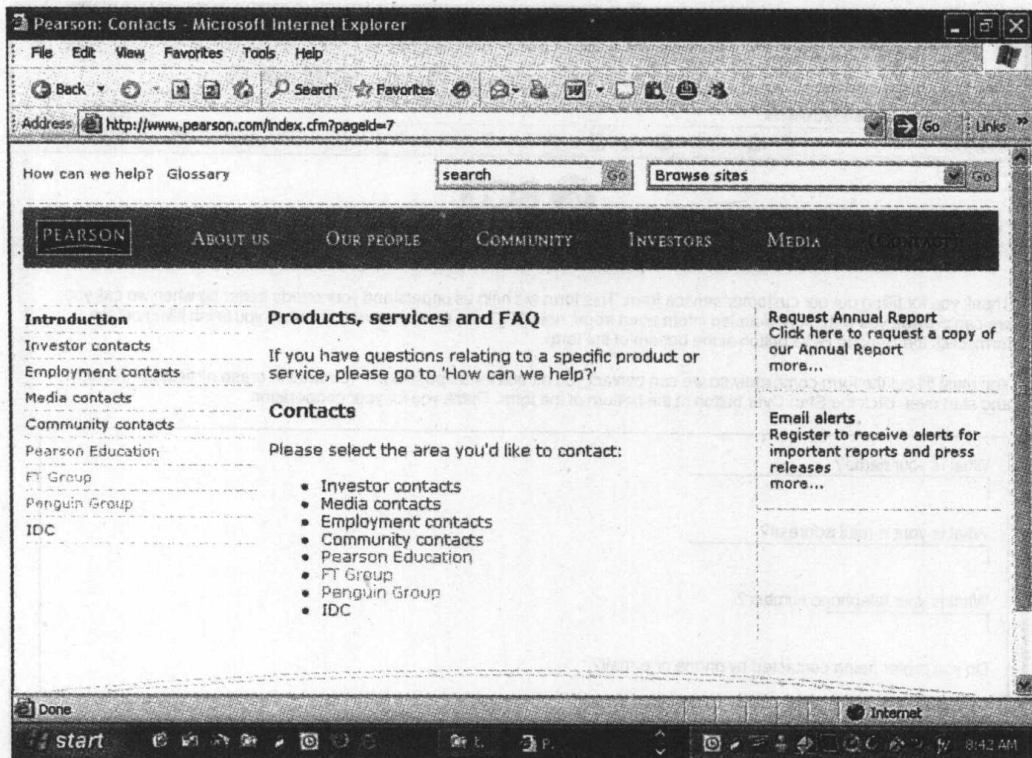 Pearson: Contacts - Microsoft Internet Explorer
File Edit View Favorites Tools Help
Back Search Favorites
Address http://www.pearson.com/index.cfm?pageid=7 Go Links »
How can we help? Glossary search Go Browse sites Go
PEARSON ABOUT US OUR PEOPLE COMMUNITY INVESTORS MEDIA (CONTACT)
Introduction
Investor contacts
Employment contacts
Media contacts
Community contacts
Pearson Education
FT Group
Penguin Group
IDC
Products, services and FAQ
If you have questions relating to a specific product or
service, please go to 'How can we help?'
Contacts
Please select the area you'd like to contact:
• Investor contacts
• Media contacts
• Employment contacts
• Community contacts
• Pearson Education
• FT Group
• Penguin Group
• IDC
Request Annual Report
Click here to request a copy of
our Annual Report
more...
Email alerts
Register to receive alerts for
important reports and press
releases
more...
Done Internet
start 8:42 AM